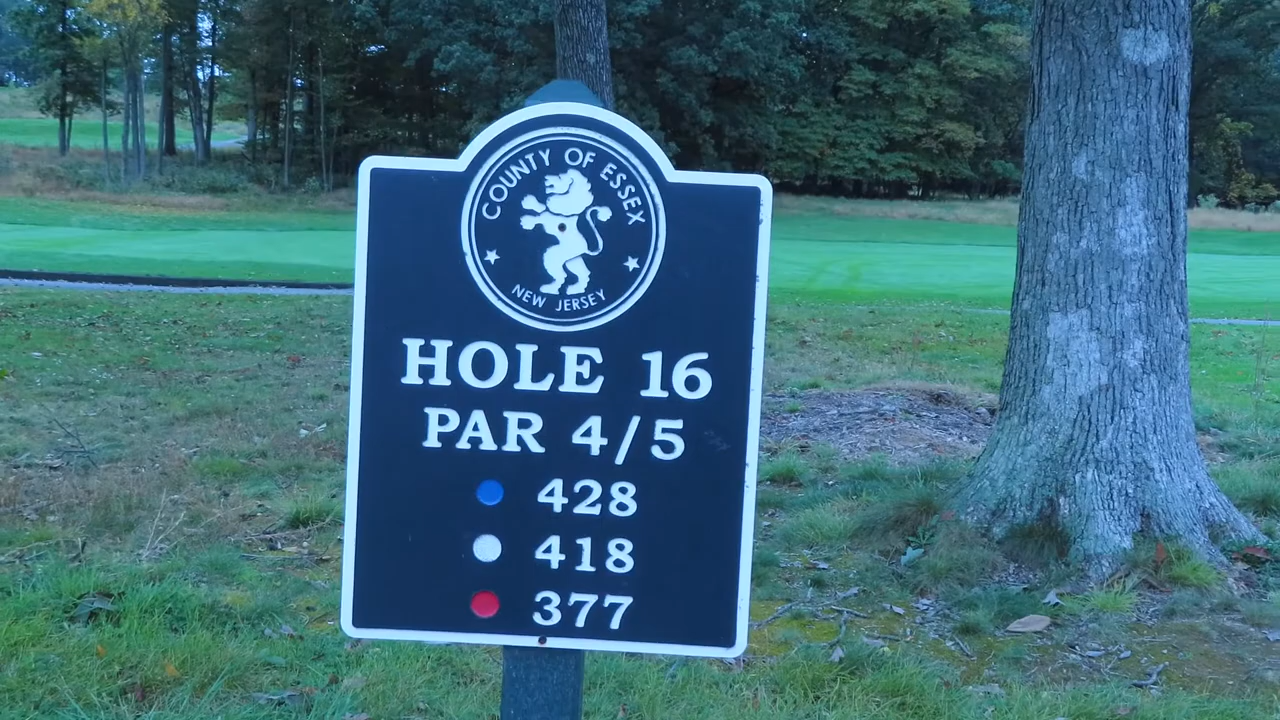 COUNTY OF ESSEX
NEW JERSEY
HOLE 16
PAR 4/5
428
418
377